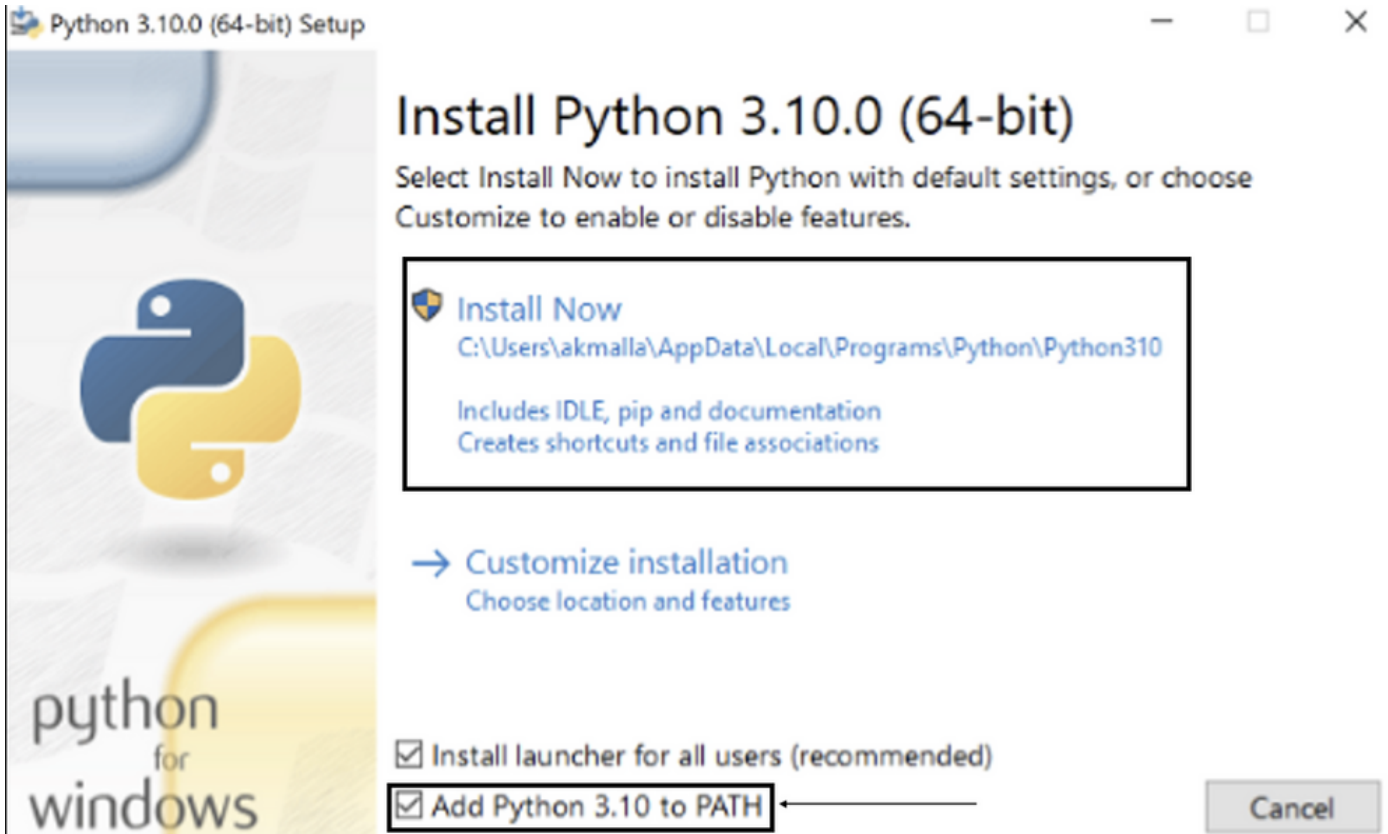 Python 3.10.0 (64-bit) Setup
Install Python 3.10.0 (64-bit)
Select Install Now to install Python with default settings, or choose
Customize to enable or disable features.
Install Now
C:\Users\akmalla\AppData\Local\Programs\Python\Python310
Includes IDLE, pip and documentation
Creates shortcuts and file associations
Customize installation
Choose location and features
python
for
windows
Install launcher for all users (recommended)
Add Python 3.10 to PATH
Cancel